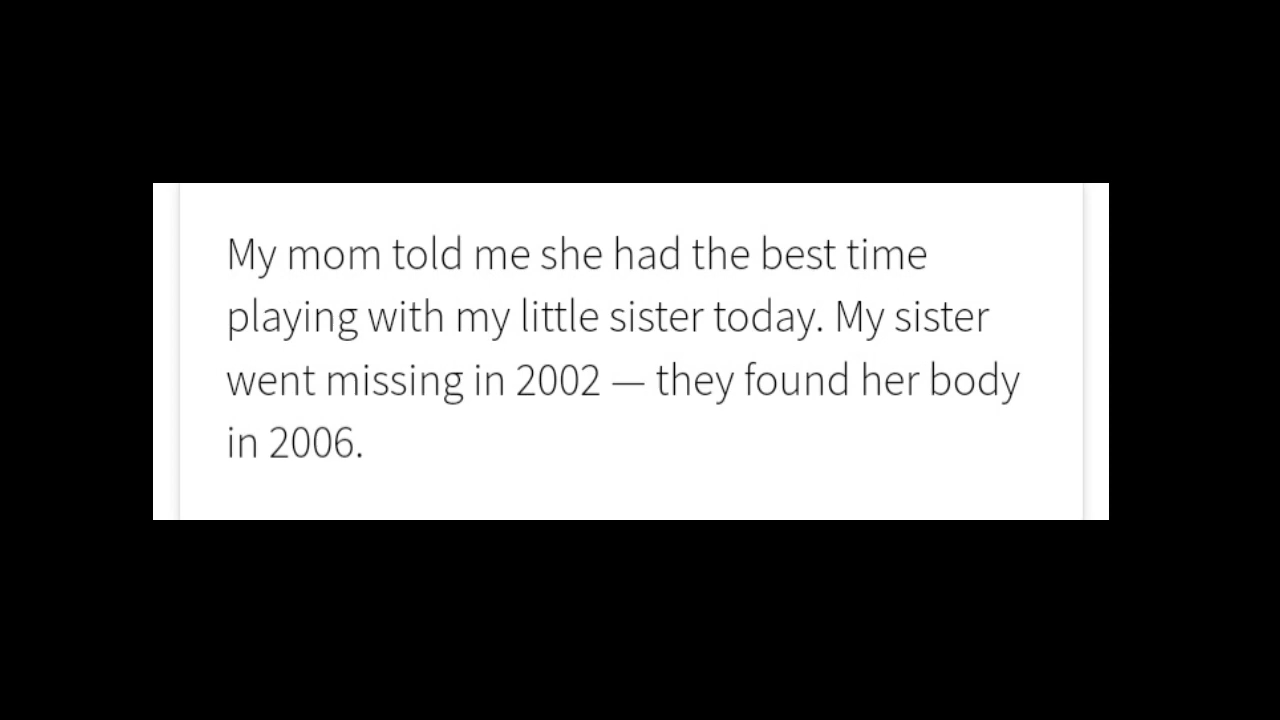 My mom told me she had the best time
playing with my little sister today. My sister
went missing in 2002 — they found her body
in 2006.